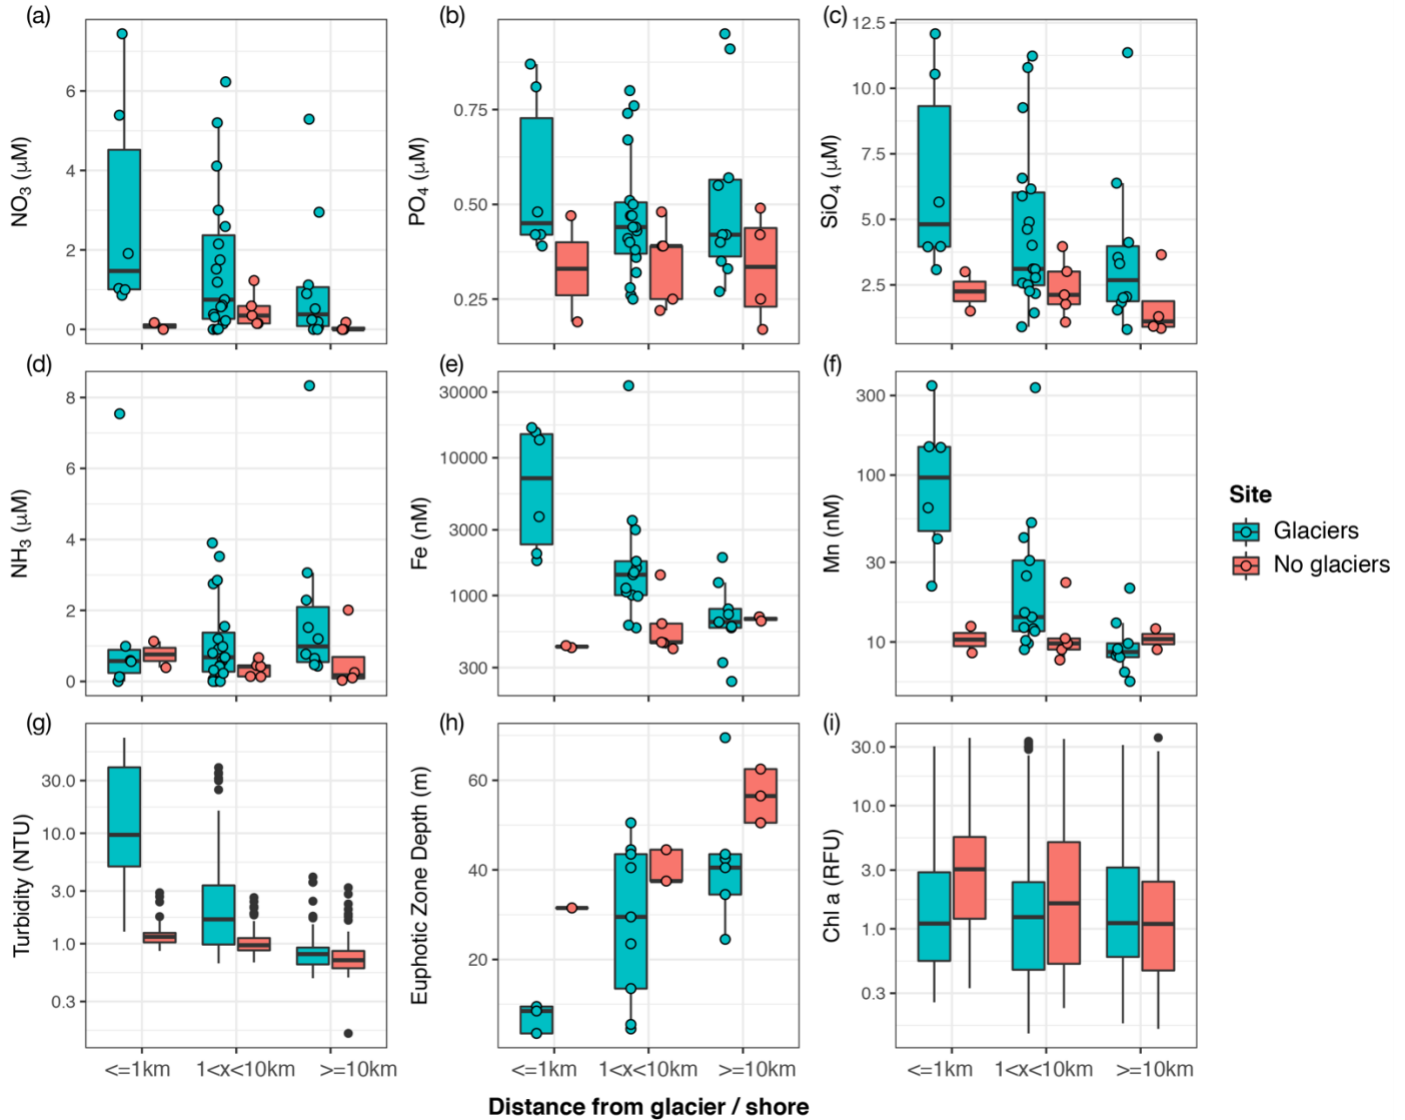 (a)
NO3 (µM)
6
4
2
0
(b)
PO4 (µM)
0.75
0.50
0.25
(c)
SiO4 (µM)
12.5
10.0
7.5
5.0
2.5
(d)
NH3 (µM)
8
6
4
2
0
(e)
Fe (nM)
30000
10000
3000
1000
300
(f)
Mn (nM)
300
100
30
10
Site
Glaciers
No glaciers
(g)
Turbidity (NTU)
30.0
10.0
3.0
1.0
0.3
<=1km 1<x<10km >=10km
(h)
Euphotic Zone Depth (m)
60
40
20
<=1km 1<x<10km >=10km
(i)
Chl a (RFU)
30.0
10.0
3.0
1.0
0.3
<=1km 1<x<10km >=10km
Distance from glacier / shore